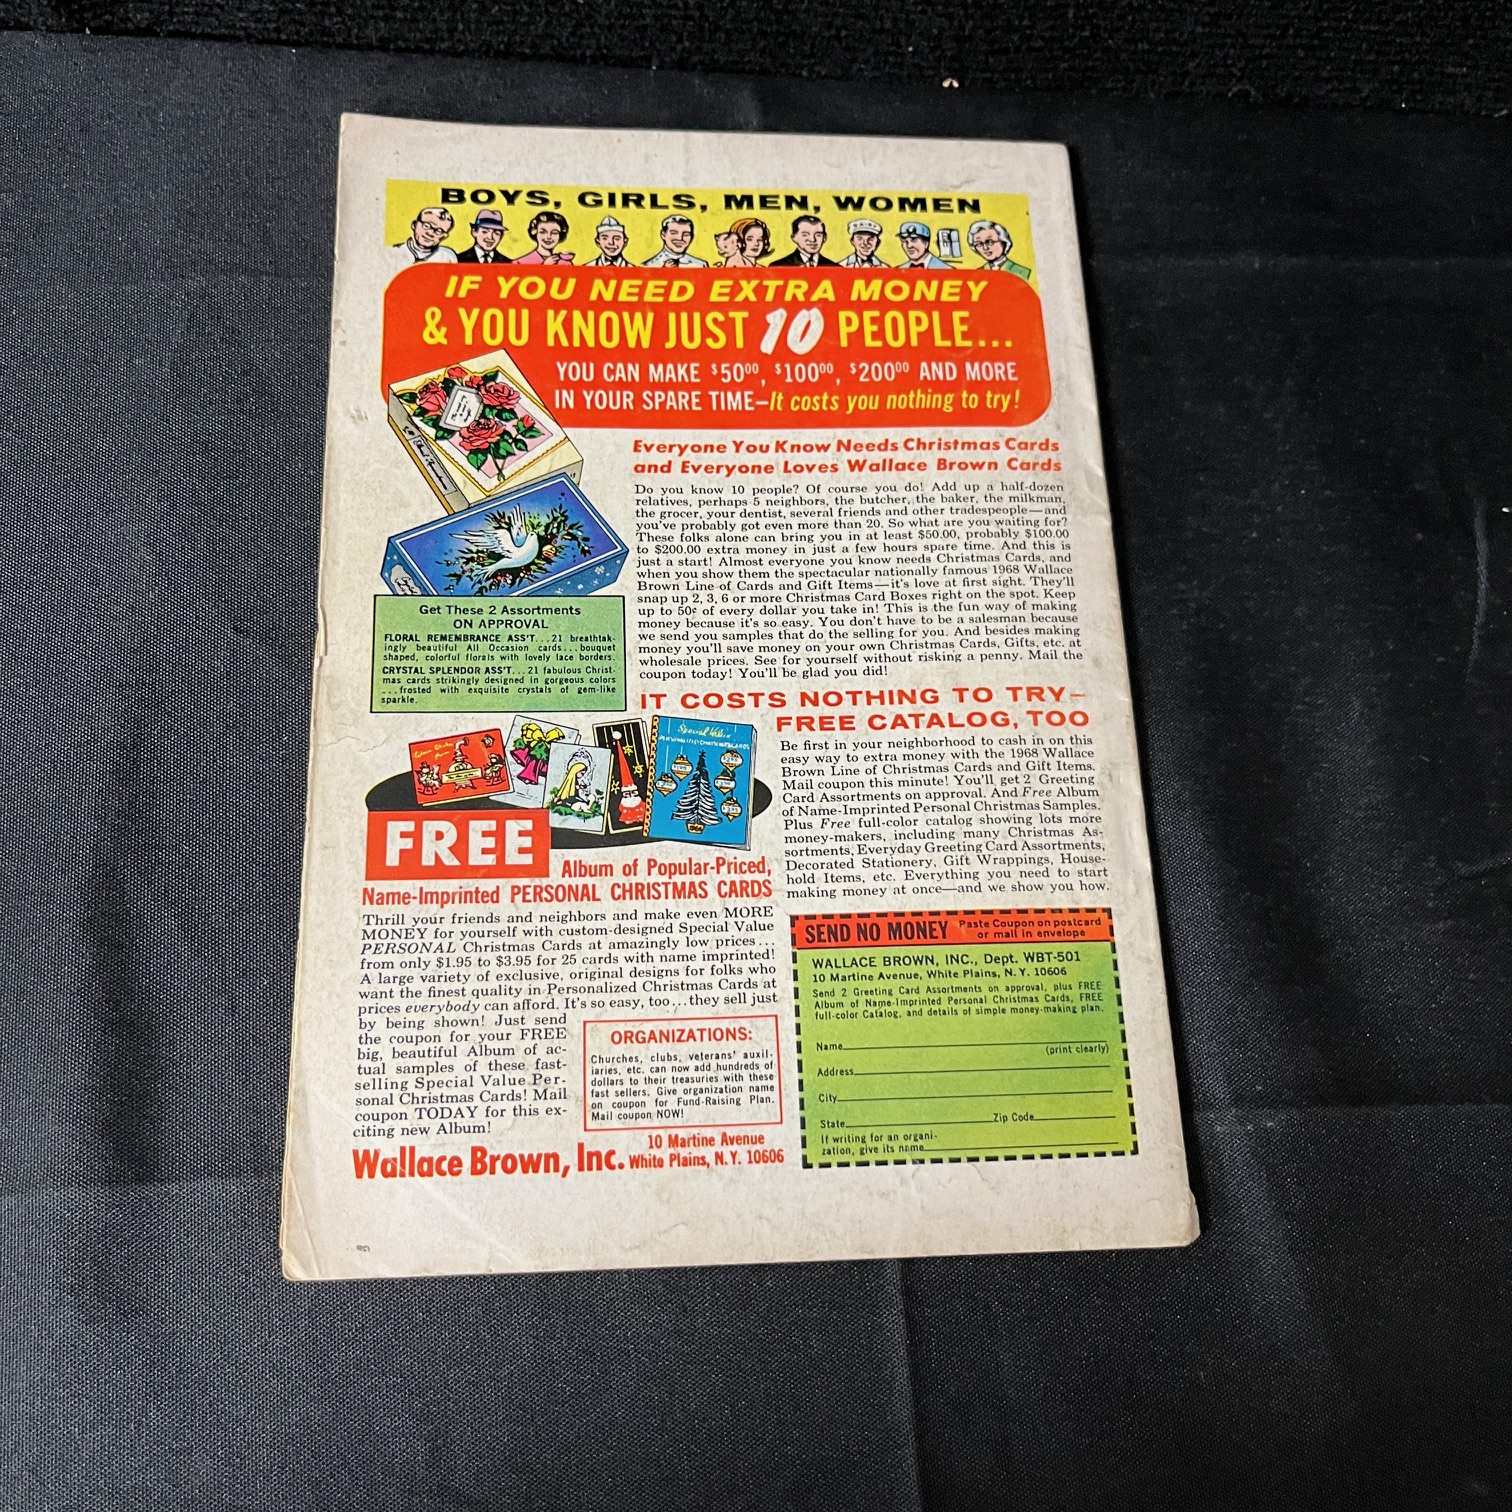 BOYS, GIRLS, MEN, WOMEN
IF YOU NEED EXTRA MONEY
& YOU KNOW JUST 10 PEOPLE...
YOU CAN MAKE $50⁰⁰, $100⁰⁰, $200⁰⁰ AND MORE
IN YOUR SPARE TIME—It costs you nothing to try!
Everyone You Know Needs Christmas Cards
and Everyone Loves Wallace Brown Cards
Do you know 10 people? Of course you do! Add up a half-dozen
relatives, perhaps 5 neighbors, the butcher, the baker, the milkman,
the grocer, your dentist, several friends and other tradespeople—and
you've probably got even more than 20. So what are you waiting for?
These folks alone can bring you in at least $50.00, probably $100.00
to $200.00 extra money in just a few hours spare time. And this is
just a start! Almost everyone you know needs Christmas Cards, and
when you show them the spectacular nationally famous 1968 Wallace
Brown Line of Cards and Gift Items—it's love at first sight. They'll
snap up 2, 3, 6 or more Christmas Card Boxes right on the spot. Keep
up to 50¢ of every dollar you take in! This is the fun way of making
money because it's so easy. You don't have to be a salesman because
we send you samples that do the selling for you. And besides making
money you'll save money on your own Christmas Cards, Gifts, etc. at
wholesale prices. See for yourself without risking a penny. Mail the
coupon today! You'll be glad you did!
Get These 2 Assortments
ON APPROVAL
FLORAL REMEMBRANCE ASS'T...21 breathtak-
ingly beautiful All Occasion cards...bouquet
shaped, colorful florals with lovely lace borders.
CRYSTAL SPLENDOR ASS'T...21 fabulous Christ-
mas cards strikingly designed in gorgeous colors
...frosted with exquisite crystals of gem-like
sparkle.
IT COSTS NOTHING TO TRY—
FREE CATALOG, TOO
Be first in your neighborhood to cash in on this
easy way to extra money with the 1968 Wallace
Brown Line of Christmas Cards and Gift Items.
Mail coupon this minute! You'll get 2 Greeting
Card Assortments on approval. And Free Album
of Name-Imprinted Personal Christmas Samples.
Plus Free full-color catalog showing lots more
money-makers, including many Christmas As-
sortments, Everyday Greeting Card Assortments,
Decorated Stationery, Gift Wrappings, House-
hold Items, etc. Everything you need to start
making money at once—and we show you how.
Special Value
PERSONALIZED CHRISTMAS CARDS
FREE
Album of Popular-Priced,
Name-Imprinted PERSONAL CHRISTMAS CARDS
Thrill your friends and neighbors and make even MORE
MONEY for yourself with custom-designed Special Value
PERSONAL Christmas Cards at amazingly low prices...
from only $1.95 to $3.95 for 25 cards with name imprinted!
A large variety of exclusive, original designs for folks who
want the finest quality in Personalized Christmas Cards at
prices everybody can afford. It's so easy, too...they sell just
by being shown! Just send
the coupon for your FREE
big, beautiful Album of ac-
tual samples of these fast-
selling Special Value Per-
sonal Christmas Cards! Mail
coupon TODAY for this ex-
citing new Album!
ORGANIZATIONS:
Churches, clubs, veterans' auxil-
iaries, etc. can now add hundreds of
dollars to their treasuries with these
fast sellers. Give organization name
on coupon for Fund-Raising Plan.
Mail coupon NOW!
Wallace Brown, Inc.
10 Martine Avenue
White Plains, N.Y. 10606
SEND NO MONEY
Paste Coupon on postcard
or mail in envelope
WALLACE BROWN, INC., Dept. WBT-501
10 Martine Avenue, White Plains, N.Y. 10606
Send 2 Greeting Card Assortments on approval, plus FREE
Album of Name-Imprinted Personal Christmas Cards, FREE
full-color Catalog, and details of simple money-making plan.
Name
(print clearly)
Address
City
State Zip Code
If writing for an organi-
zation, give its name